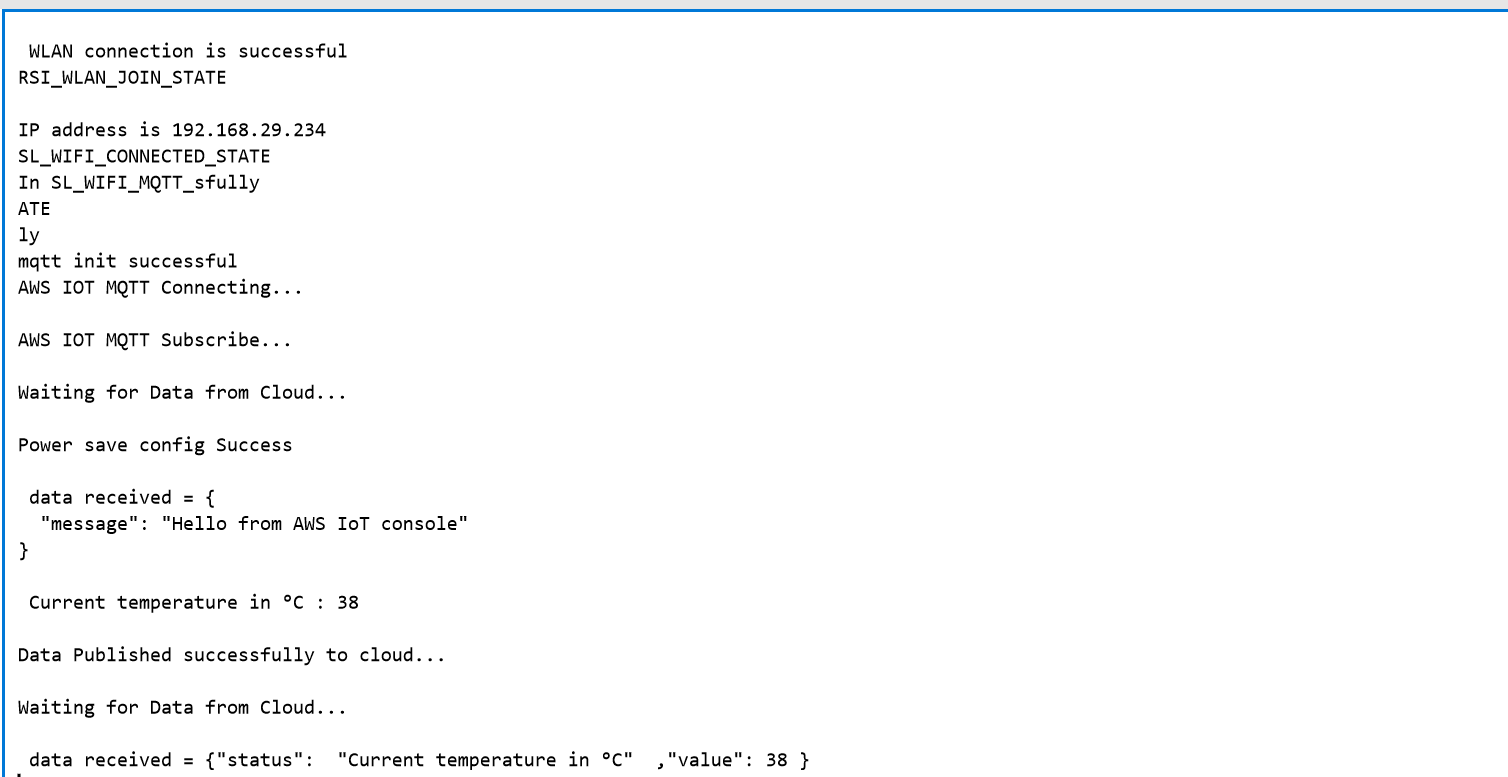 WLAN connection is successful
RSI_WLAN_JOIN_STATE
IP address is 192.168.29.234
SL_WIFI_CONNECTED_STATE
In SL_WIFI_MQTT_sfully
ATE
ly
mqtt init successful
AWS IOT MQTT Connecting...
AWS IOT MQTT Subscribe...
Waiting for Data from Cloud...
Power save config Success
data received = {
"message": "Hello from AWS IoT console"
}
Current temperature in °C : 38
Data Published successfully to cloud...
Waiting for Data from Cloud...
data received = {"status":  "Current temperature in °C"  ,"value": 38 }